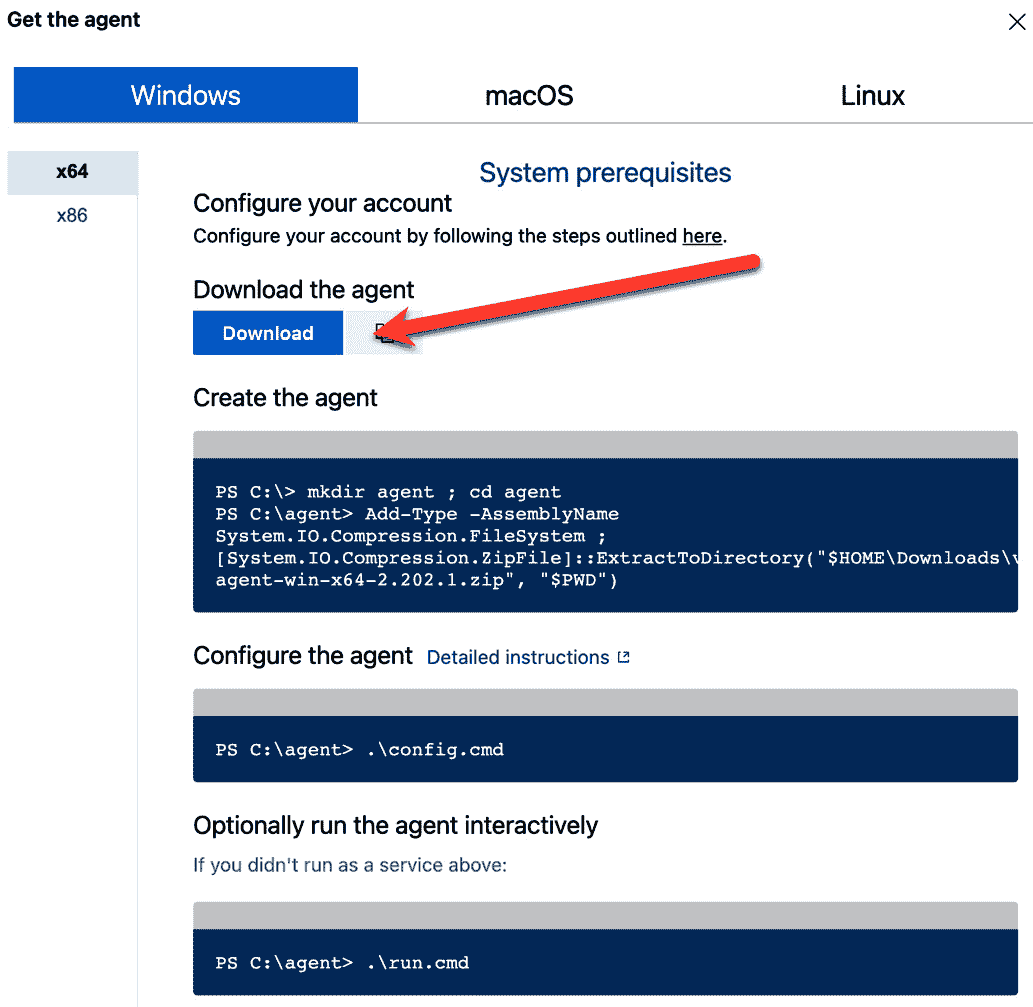 Get the agent
Windows
macOS
Linux
x64
x86
System prerequisites
Configure your account
Configure your account by following the steps outlined here.
Download the agent
Download
Create the agent
PS C:\> mkdir agent ; cd agent
PS C:\agent> Add-Type -AssemblyName
System.IO.Compression.FileSystem ;
[System.IO.Compression.ZipFile]::ExtractToDirectory("$HOME\Downloads\
agent-win-x64-2.202.1.zip", "$PWD")
Configure the agent Detailed instructions
PS C:\agent> .\config.cmd
Optionally run the agent interactively
If you didn't run as a service above:
PS C:\agent> .\run.cmd